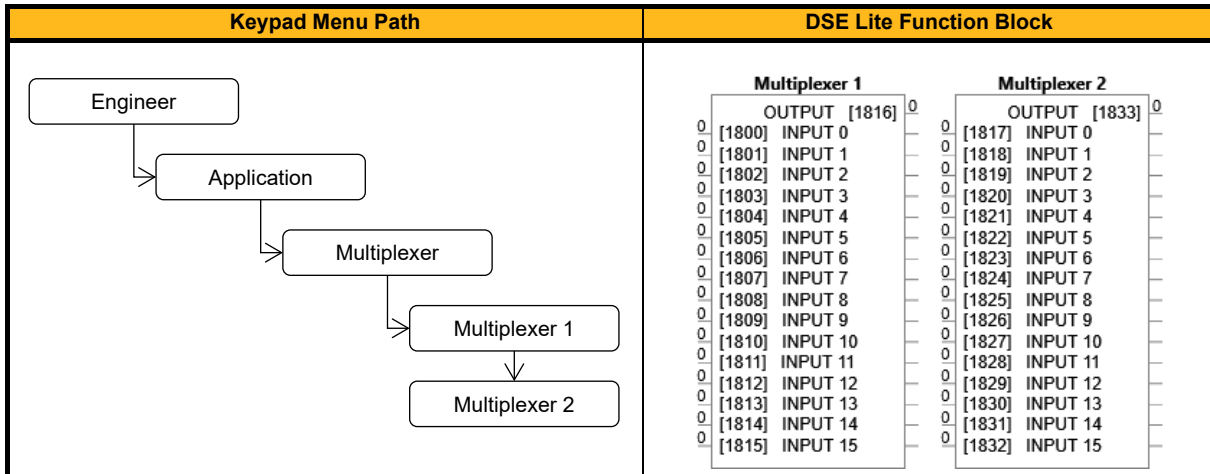 Keypad Menu Path
DSE Lite Function Block
Engineer
Application
Multiplexer
Multiplexer 1
Multiplexer 2
Multiplexer 1
OUTPUT [1816] 0
0 [1800] INPUT 0
0 [1801] INPUT 1
0 [1802] INPUT 2
0 [1803] INPUT 3
0 [1804] INPUT 4
0 [1805] INPUT 5
0 [1806] INPUT 6
0 [1807] INPUT 7
0 [1808] INPUT 8
0 [1809] INPUT 9
0 [1810] INPUT 10
0 [1811] INPUT 11
0 [1812] INPUT 12
0 [1813] INPUT 13
0 [1814] INPUT 14
0 [1815] INPUT 15
Multiplexer 2
OUTPUT [1833] 0
0 [1817] INPUT 0
0 [1818] INPUT 1
0 [1819] INPUT 2
0 [1820] INPUT 3
0 [1821] INPUT 4
0 [1822] INPUT 5
0 [1823] INPUT 6
0 [1824] INPUT 7
0 [1825] INPUT 8
0 [1826] INPUT 9
0 [1827] INPUT 10
0 [1828] INPUT 11
0 [1829] INPUT 12
0 [1830] INPUT 13
0 [1831] INPUT 14
0 [1832] INPUT 15